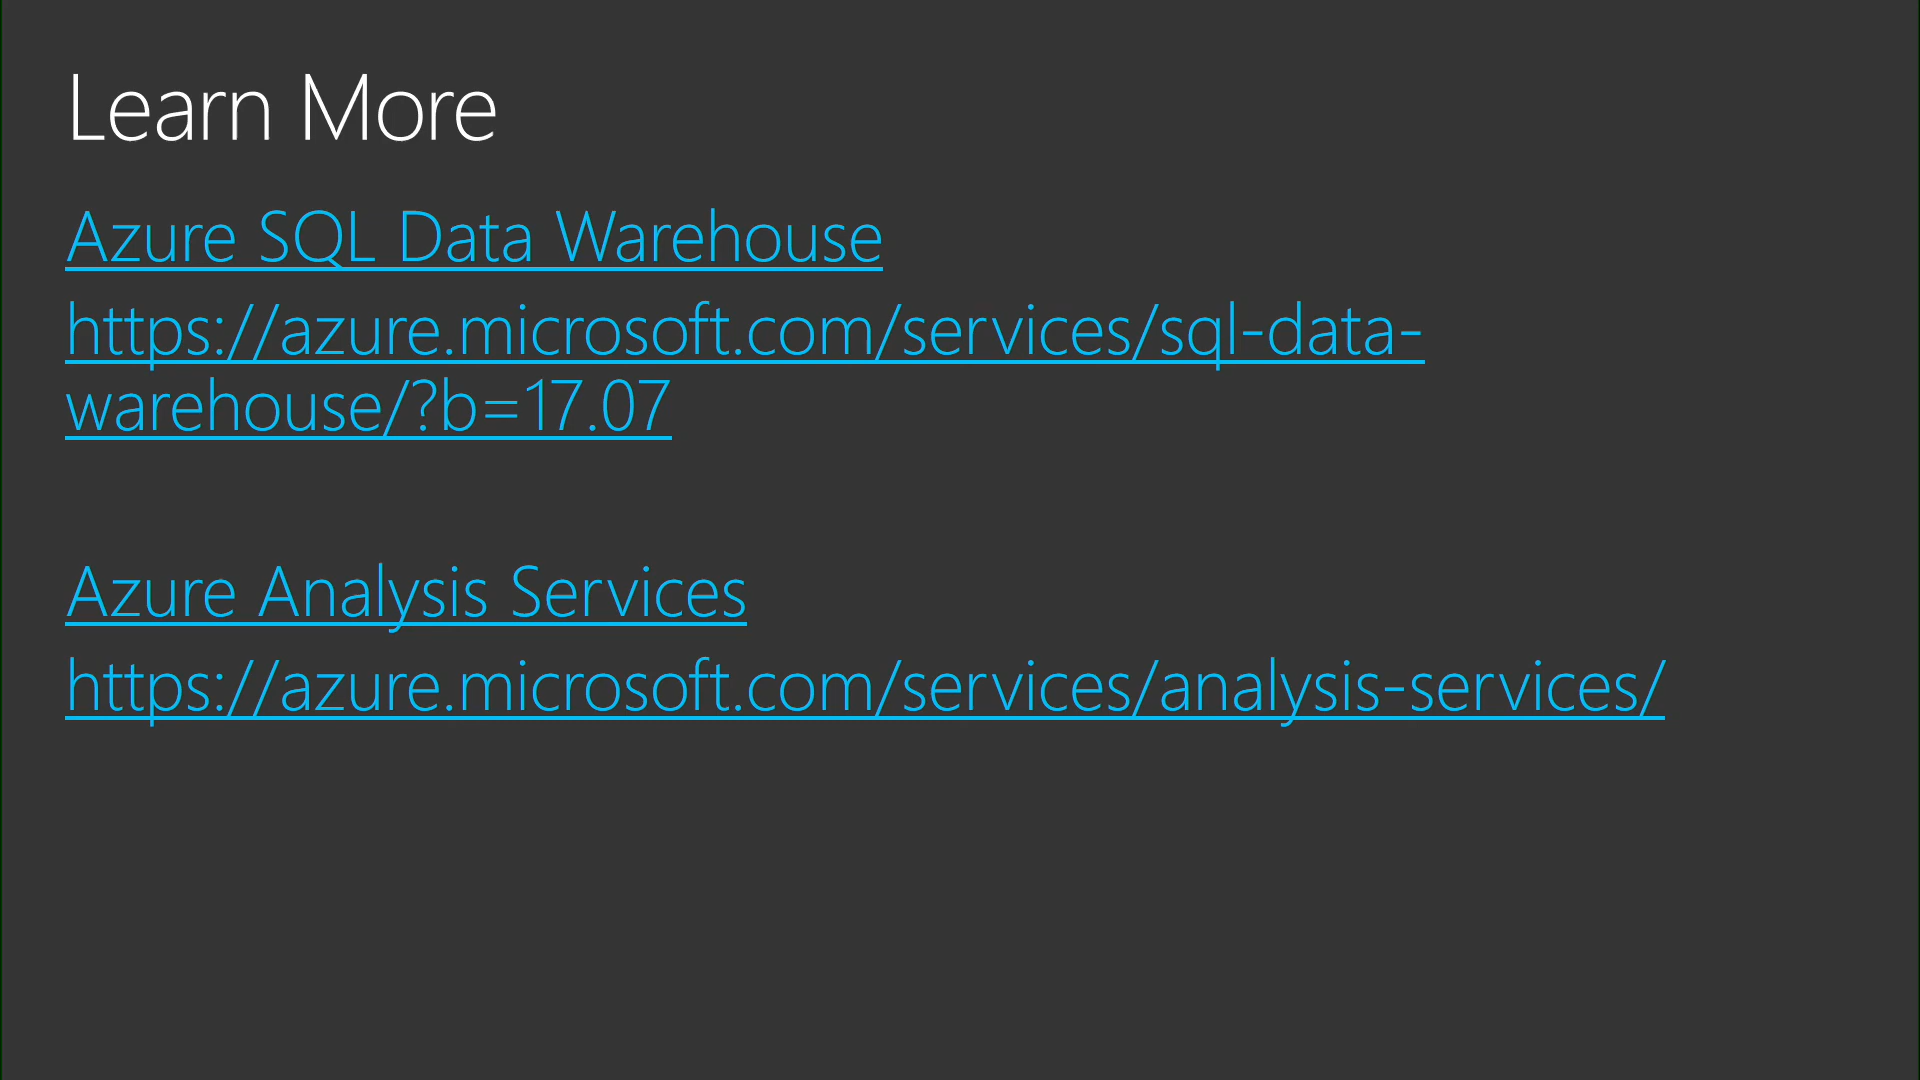 Learn More
Azure SQL Data Warehouse
https://azure.microsoft.com/services/sql-data-
warehouse/?b=17.07
Azure Analysis Services
https://azure.microsoft.com/services/analysis-services/